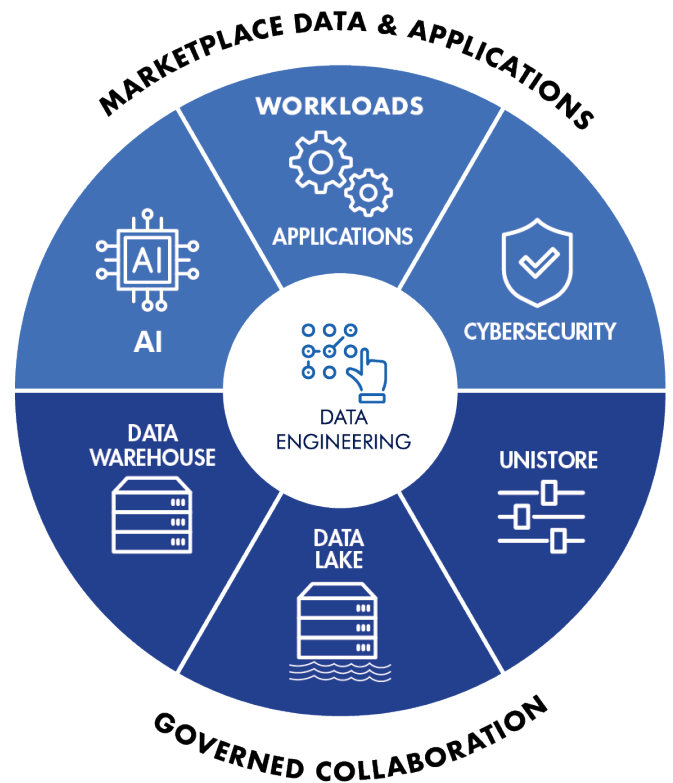 MARKETPLACE DATA & APPLICATIONS
WORKLOADS
APPLICATIONS
AI
AI
CYBERSECURITY
DATA
ENGINEERING
DATA
WAREHOUSE
UNISTORE
DATA
LAKE
GOVERNED COLLABORATION